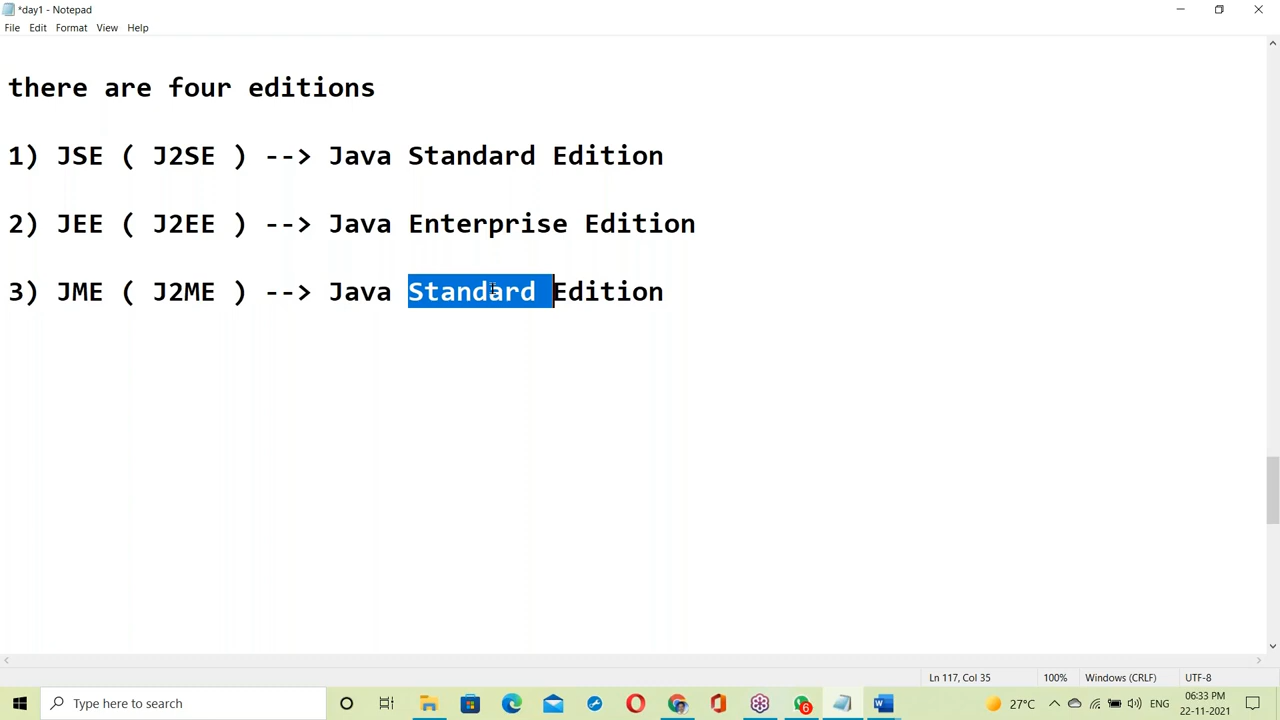 *day1 - Notepad
File Edit Format View Help
there are four editions
1) JSE ( J2SE ) --> Java Standard Edition
2) JEE ( J2EE ) --> Java Enterprise Edition
3) JME ( J2ME ) --> Java Standard Edition
Ln 117, Col 35 100% Windows (CRLF) UTF-8
Type here to search 6 27°C ENG 06:33 PM
22-11-2021